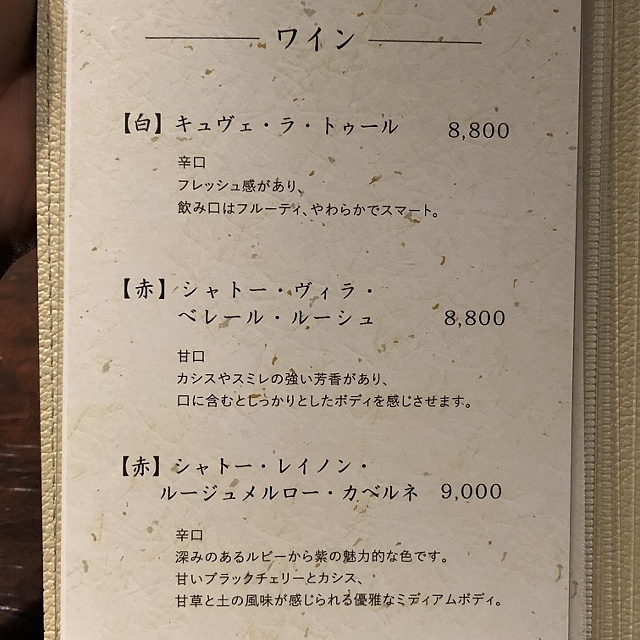 ワイン
【白】キュヴェ・ラ・トゥール 8,800
辛口
フレッシュ感があり、
飲み口はフルーティ、やわらかでスマート。
【赤】シャトー・ヴィラ・
ベレール・ルーシュ 8,800
甘口
カシスやスミレの強い芳香があり、
口に含むとしっかりとしたボディを感じさせます。
【赤】シャトー・レイノン・
ルージュメルロー・カベルネ 9,000
辛口
深みのあるルビーから紫の魅力的な色です。
甘いブラックチェリーとカシス、
甘草と土の風味が感じられる優雅なミディアムボディ。